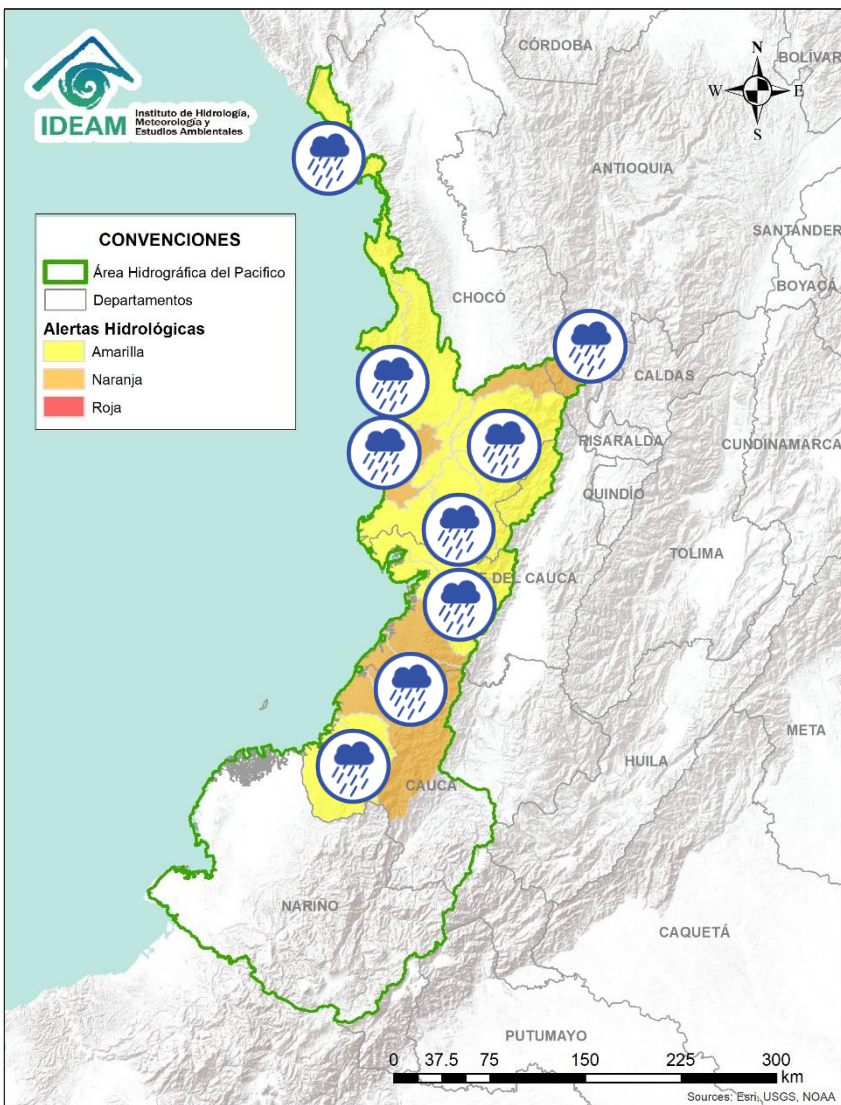 IDEAM
Instituto de Hidrología,
Meteorología y
Estudios Ambientales
N
W
E
S
CÓRDOBA
BOLÍVAR
ANTIOQUIA
SANTANDER
BOYACÁ
CHOCÓ
CALDAS
RISARALDA
CUNDINAMARCA
QUINDÍO
TOLIMA
DEL CAUCA
META
HUILA
CAUCA
NARIÑO
CAQUETÁ
PUTUMAYO
CONVENCIONES
Área Hidrográfica del Pacifico
Departamentos
Alertas Hidrológicas
Amarilla
Naranja
Roja
0 37.5 75 150 225 300
km
Sources: Esri, USGS, NOAA